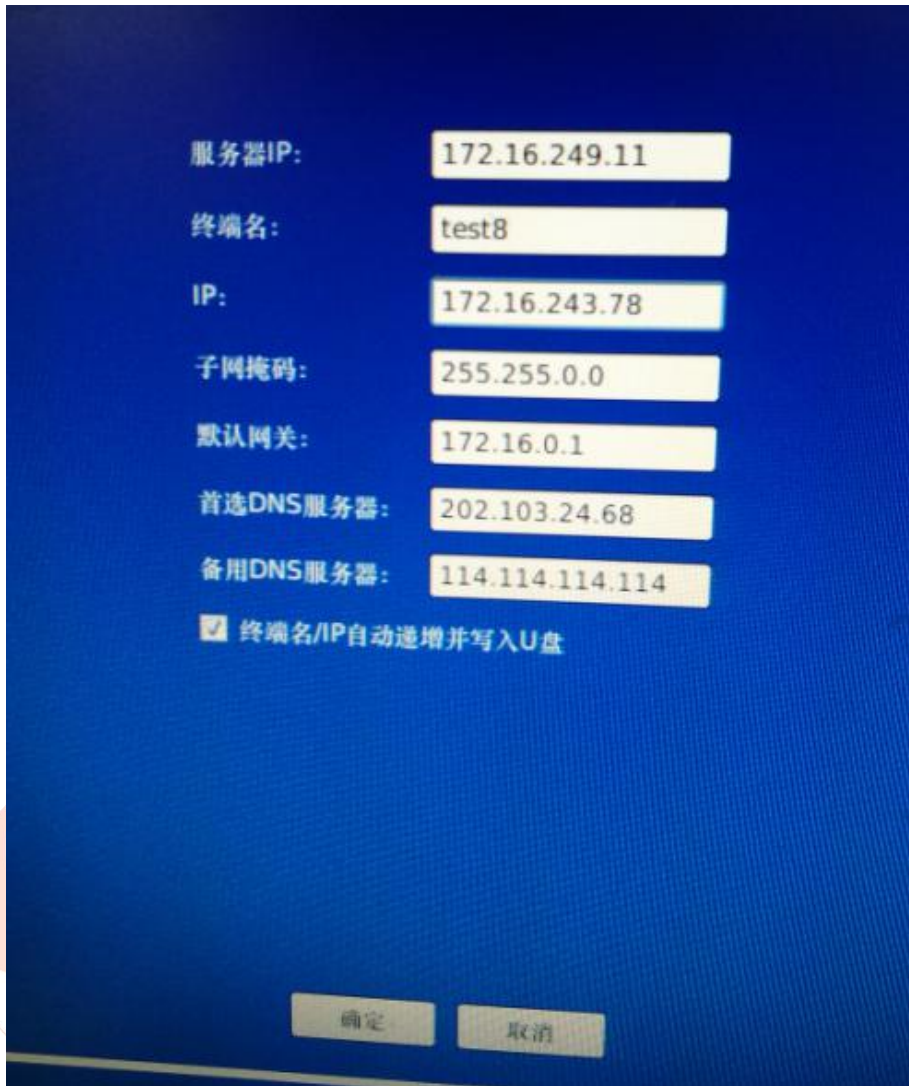 服务器IP: 172.16.249.11
终端名: test8
IP: 172.16.243.78
子网掩码: 255.255.0.0
默认网关: 172.16.0.1
首选DNS服务器: 202.103.24.68
备用DNS服务器: 114.114.114.114
终端名/IP自动递增并写入U盘
确定 取消